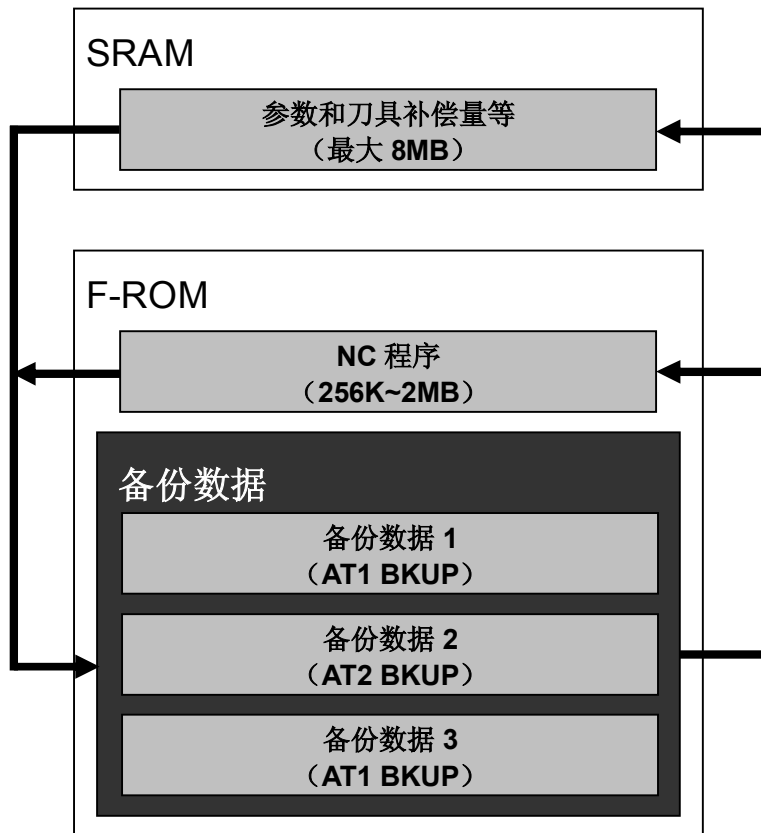 SRAM
参数和刀具补偿量等
（最大 8MB）
F-ROM
NC 程序
（256K~2MB）
备份数据
备份数据 1
（AT1 BKUP）
备份数据 2
（AT2 BKUP）
备份数据 3
（AT1 BKUP）